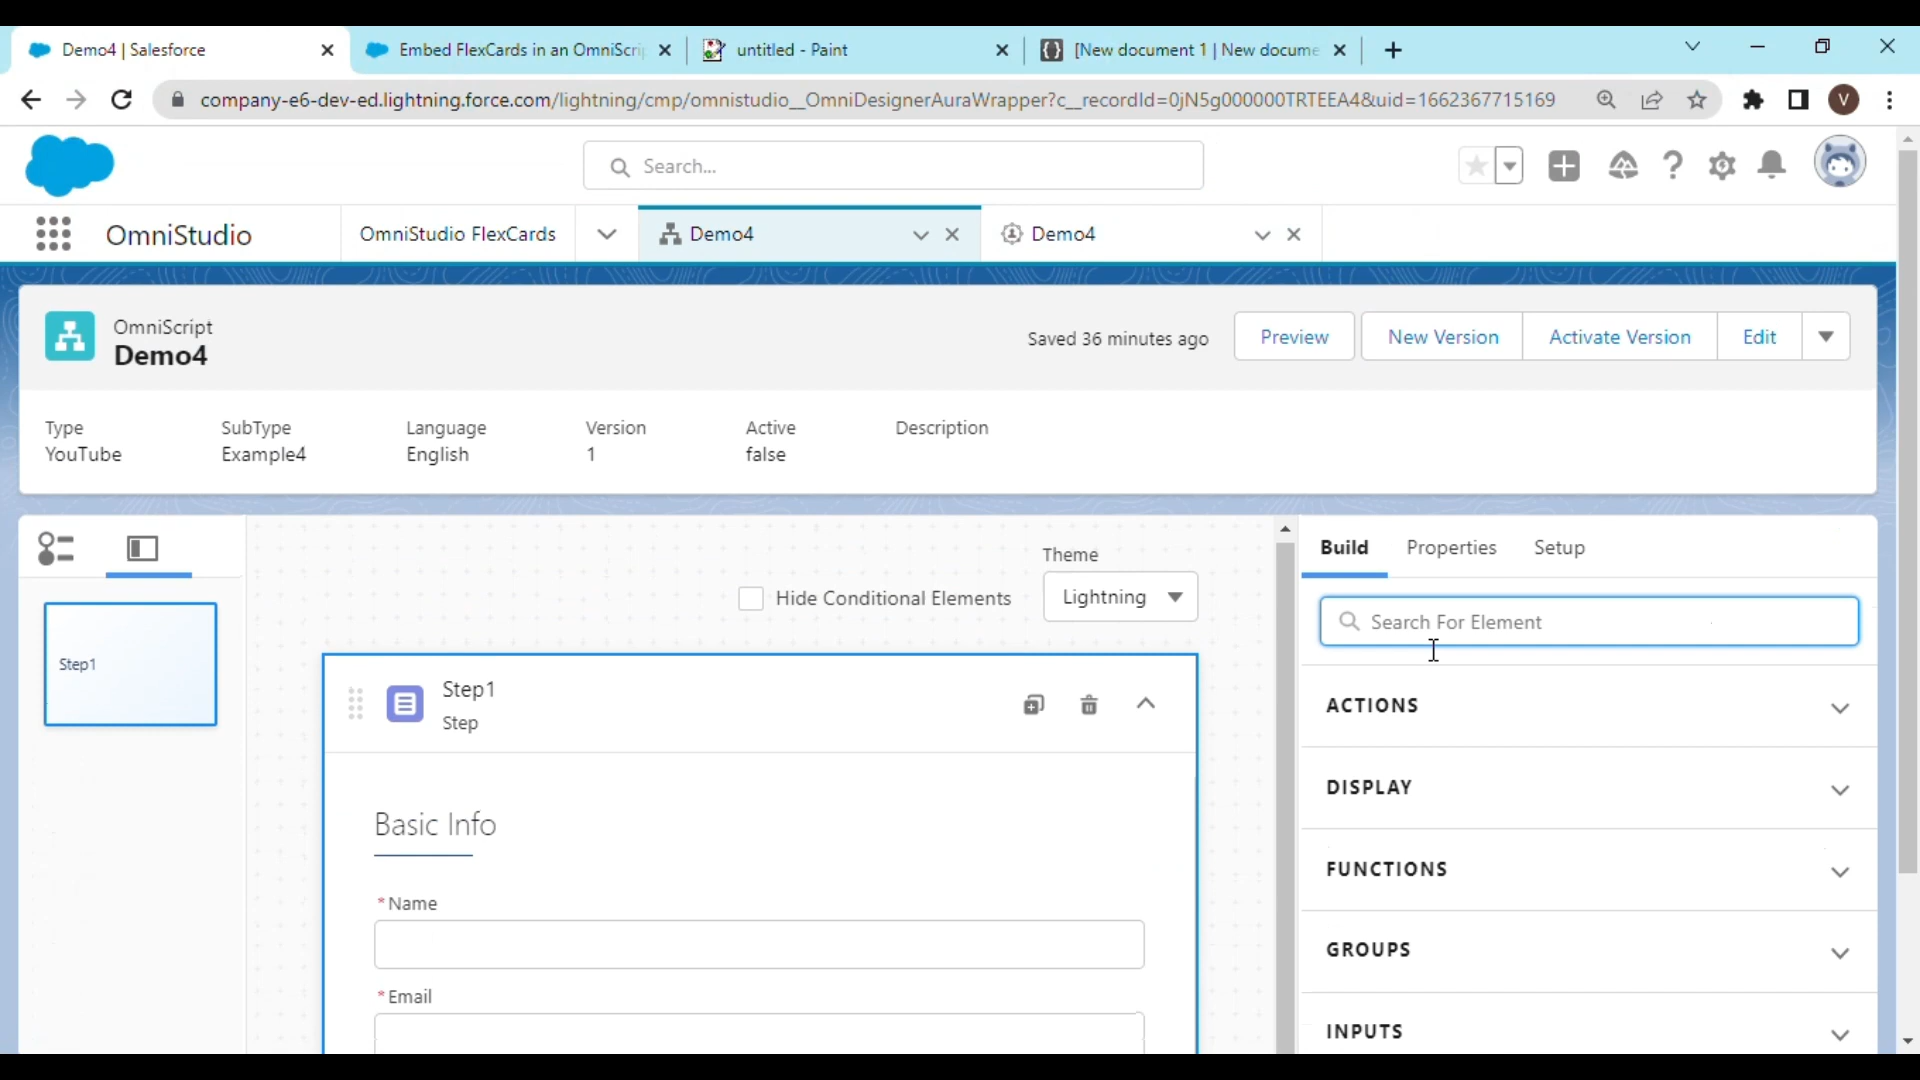 Demo4 | Salesforce
Embed FlexCards in an OmniScri
untitled - Paint
[New document 1 | New docume
company-e6-dev-ed.lightning.force.com/lightning/cmp/omnistudio__OmniDesignerAuraWrapper?c__recordId=0jN5g000000TRTEEA4&uid=1662367715169
V
Search...
OmniStudio
OmniStudio FlexCards
Demo4
Demo4
OmniScript
Demo4
Saved 36 minutes ago
Preview
New Version
Activate Version
Edit
Type
SubType
Language
Version
Active
Description
YouTube
Example4
English
1
false
Theme
Hide Conditional Elements
Lightning
Step1
Step1
Step
Basic Info
* Name
* Email
Build
Properties
Setup
Search For Element
ACTIONS
DISPLAY
FUNCTIONS
GROUPS
INPUTS